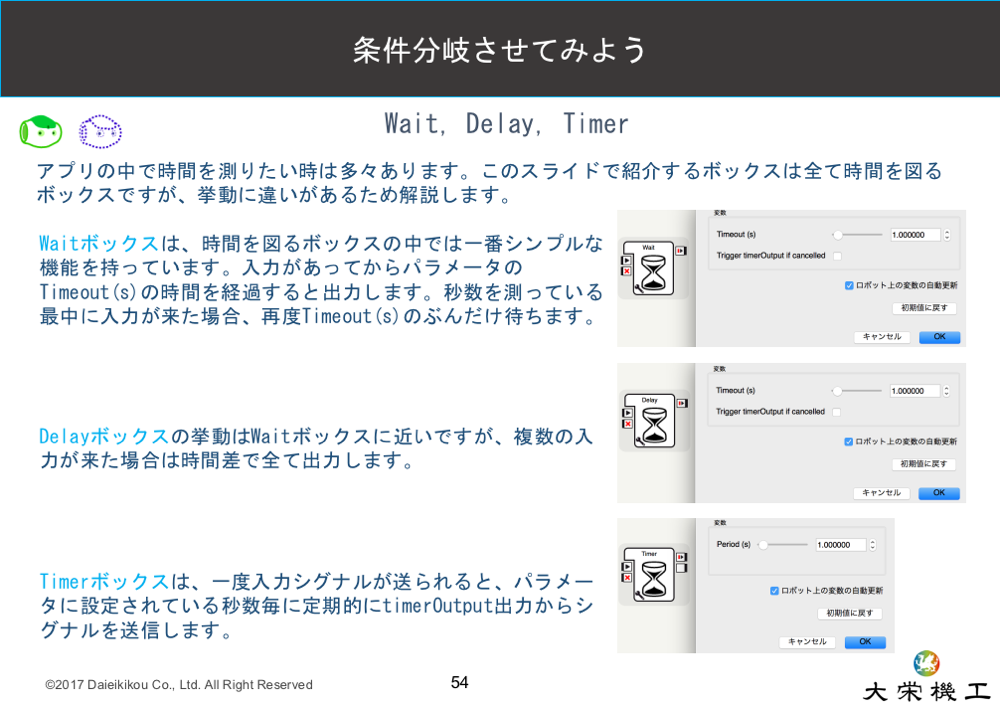 条件分岐させてみよう
Wait, Delay, Timer
アプリの中で時間を測りたい時は多々あります。このスライドで紹介するボックスは全て時間を図る
ボックスですが、挙動に違いがあるため解説します。
Waitボックスは、時間を図るボックスの中では一番シンプルな
機能を持っています。入力があってからパラメータの
Timeout(s)の時間を経過すると出力します。秒数を測っている
最中に入力が来た場合、再度Timeout(s)のぶんだけ待ちます。
Wait
変数
Timeout (s)
1.000000
Trigger timerOutput if cancelled
ロボット上の変数の自動更新
初期値に戻す
キャンセル
OK
Delayボックスの挙動はWaitボックスに近いですが、複数の入
力が来た場合は時間差で全て出力します。
Delay
変数
Timeout (s)
1.000000
Trigger timerOutput if cancelled
ロボット上の変数の自動更新
初期値に戻す
キャンセル
OK
Timerボックスは、一度入力シグナルが送られると、パラメー
タに設定されている秒数毎に定期的にtimerOutput出力からシ
グナルを送信します。
Timer
変数
Period (s)
1.000000
ロボット上の変数の自動更新
初期値に戻す
キャンセル
OK
©2017 Daieikikou Co., Ltd. All Right Reserved
54
大栄機工